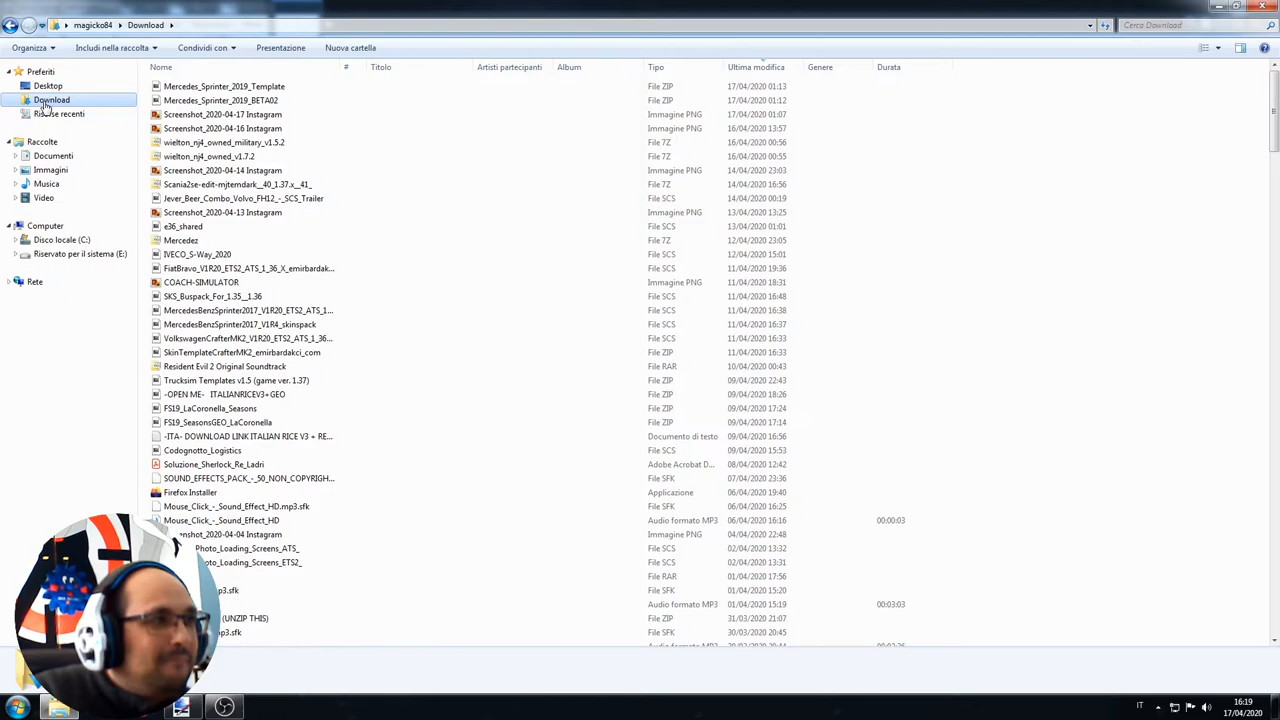 magicko84 Download
Cerca Download
Organizza Includi nella raccolta Condividi con Presentazione Nuova cartella
Preferiti
Desktop
Download
recenti
Raccolte
Documenti
Immagini
Musica
Video
Computer
Disco locale (C:)
Riservato per il sistema (E:)
Rete
Nome # Titolo Artisti partecipanti Album Tipo Ultima modifica Genere Durata
Mercedes_Sprinter_2019_Template File ZIP 17/04/2020 01:13
Mercedes_Sprinter_2019_BETA02 File ZIP 17/04/2020 01:12
Screenshot_2020-04-17 Instagram Immagine PNG 17/04/2020 01:07
Screenshot_2020-04-16 Instagram Immagine PNG 16/04/2020 13:57
wielton_nj4_owned_military_v1.5.2 File 7Z 16/04/2020 00:56
wielton_nj4_owned_v1.7.2 File 7Z 16/04/2020 00:55
Screenshot_2020-04-14 Instagram Immagine PNG 14/04/2020 23:03
Scania2se-edit-mjtemdark__40_1.37.x__41_ File 7Z 14/04/2020 16:56
Jever_Beer_Combo_Volvo_FH12_-_SCS_Trailer File SCS 14/04/2020 00:19
Screenshot_2020-04-13 Instagram Immagine PNG 13/04/2020 13:25
e36_shared File SCS 13/04/2020 01:01
Mercedez File 7Z 12/04/2020 23:05
IVECO_S-Way_2020 File SCS 12/04/2020 15:01
FiatBravo_V1R20_ETS2_ATS_1_36_X_emirbardak... File SCS 11/04/2020 19:36
COACH-SIMULATOR Immagine PNG 11/04/2020 18:31
SKS_Buspack_For_1.35__1.36 File SCS 11/04/2020 16:48
MercedesBenzSprinter2017_V1R20_ETS2_ATS_1... File SCS 11/04/2020 16:38
MercedesBenzSprinter2017_V1R4_skinspack File SCS 11/04/2020 16:37
VolkswagenCrafterMK2_V1R20_ETS2_ATS_1_36... File SCS 11/04/2020 16:33
SkinTemplateCrafterMK2_emirbardakci_com File ZIP 11/04/2020 16:33
Resident Evil 2 Original Soundtrack File RAR 10/04/2020 00:43
Trucksim Templates v1.5 (game ver. 1.37) File ZIP 09/04/2020 22:43
-OPEN ME- ITALIANRICEV3+GEO File ZIP 09/04/2020 18:26
FS19_LaCoronella_Seasons File ZIP 09/04/2020 17:24
FS19_SeasonsGEO_LaCoronella File ZIP 09/04/2020 17:14
-ITA- DOWNLOAD LINK ITALIAN RICE V3 + RE... Documento di testo 09/04/2020 16:56
Codognotto_Logistics File SCS 09/04/2020 15:53
Soluzione_Sherlock_Re_Ladri Adobe Acrobat D... 08/04/2020 12:42
SOUND_EFFECTS_PACK_-_50_NON_COPYRIGH... File SFK 07/04/2020 23:36
Firefox Installer Applicazione 06/04/2020 19:40
Mouse_Click_-_Sound_Effect_HD.mp3.sfk File SFK 06/04/2020 16:25
Mouse_Click_-_Sound_Effect_HD Audio formato MP3 06/04/2020 16:16 00:00:03
shot_2020-04-04 Instagram Immagine PNG 04/04/2020 22:48
Photo_Loading_Screens_ATS_ File SCS 02/04/2020 13:32
Photo_Loading_Screens_ETS2_ File SCS 02/04/2020 13:31
File RAR 01/04/2020 17:56
mp3.sfk File SFK 01/04/2020 15:20
Audio formato MP3 01/04/2020 15:19 00:03:03
(UNZIP THIS) File ZIP 31/03/2020 21:07
mp3.sfk File SFK 30/03/2020 20:45
IT 16:19
17/04/2020